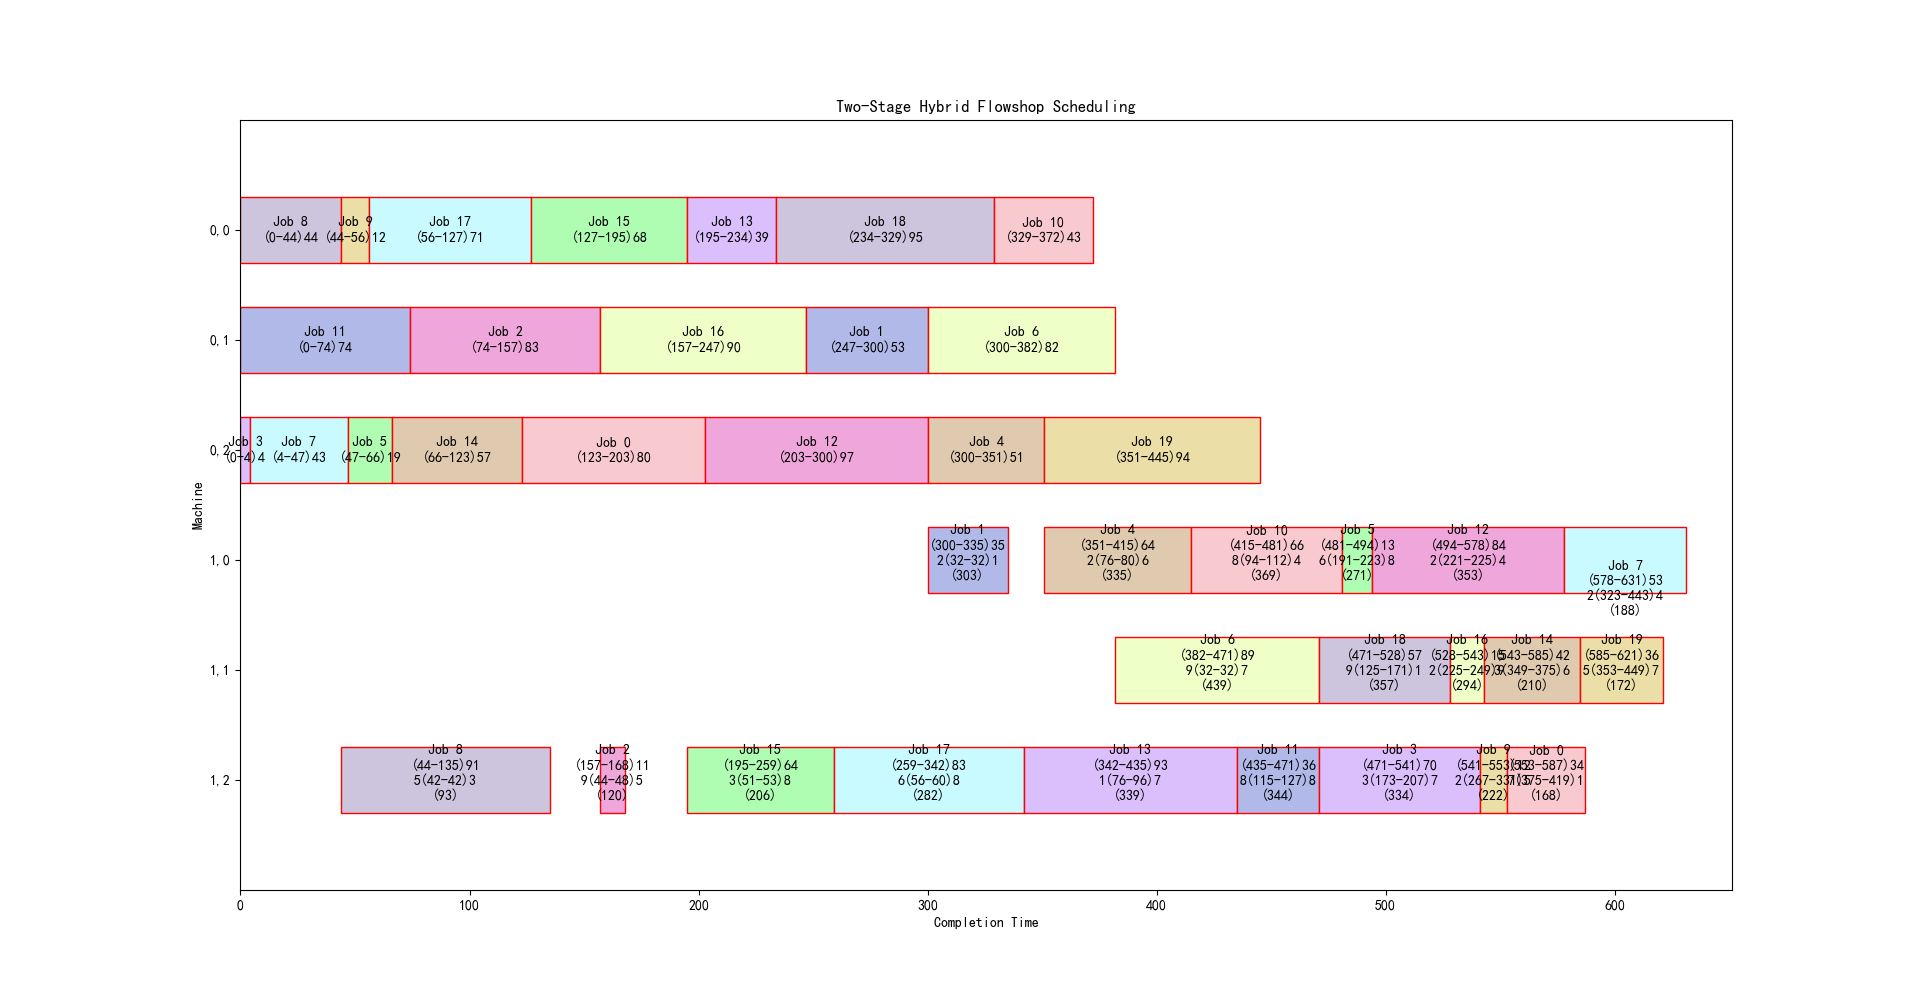 Two-Stage Hybrid Flowshop Scheduling
0,0
Job 8
(0-44)44
Job 9
(44-56)12
Job 17
(56-127)71
Job 15
(127-195)68
Job 13
(195-234)39
Job 18
(234-329)95
Job 10
(329-372)43
0,1
Job 11
(0-74)74
Job 2
(74-157)83
Job 16
(157-247)90
Job 1
(247-300)53
Job 6
(300-382)82
0,2
Job 3
(0-4)4
Job 7
(4-47)43
Job 5
(47-66)19
Job 14
(66-123)57
Job 0
(123-203)80
Job 12
(203-300)97
Job 4
(300-351)51
Job 19
(351-445)94
Machine
1,0
Job 1
(300-335)35
2(32-32)1
(303)
Job 4
(351-415)64
2(76-80)6
(335)
Job 10
(415-481)66
8(94-112)4
(369)
Job 5
(481-494)13
6(191-223)8
(271)
Job 12
(494-578)84
2(221-225)4
(353)
Job 7
(578-631)53
2(323-443)4
(188)
1,1
Job 6
(382-471)89
9(32-32)7
(439)
Job 18
(471-528)57
9(125-171)1
(357)
Job 16
(528-543)15
2(225-249)9
(294)
Job 14
(543-585)42
(349-375)6
(210)
Job 19
(585-621)36
5(353-449)7
(172)
1,2
Job 8
(44-135)91
5(42-42)3
(93)
Job 2
(157-168)11
9(44-48)5
(120)
Job 15
(195-259)64
3(51-53)8
(206)
Job 17
(259-342)83
6(56-60)8
(282)
Job 13
(342-435)93
1(76-96)7
(339)
Job 11
(435-471)36
8(115-127)8
(344)
Job 3
(471-541)70
3(173-207)7
(334)
Job 9
(541-553)12
(222)
Job 0
(553-587)34
(375-419)1
(168)
0
100
200
300
400
500
600
Completion Time